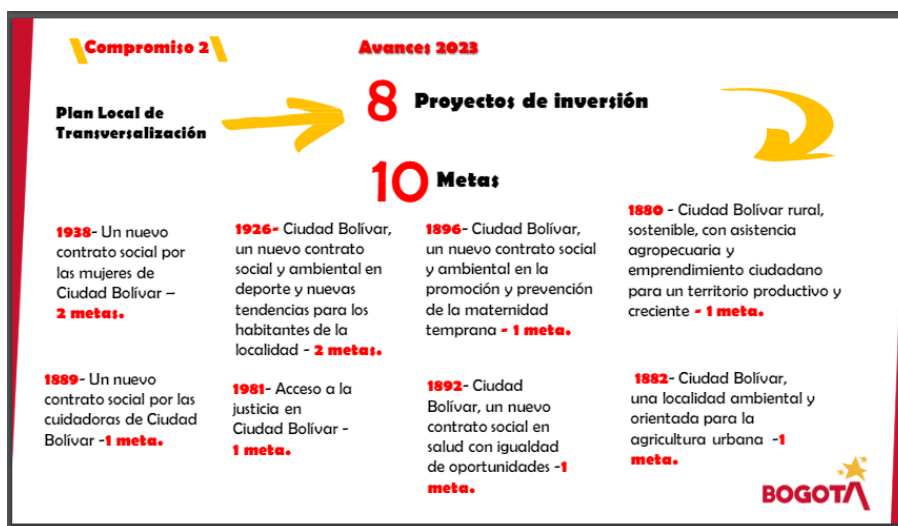 Compromiso 2
Avances 2023
Plan Local de
Transversalización
8 Proyectos de inversión
10 Metas
1938- Un nuevo
contrato social por
las mujeres de
Ciudad Bolívar –
2 metas.
1926- Ciudad Bolívar,
un nuevo contrato
social y ambiental en
deporte y nuevas
tendencias para los
habitantes de la
localidad - 2 metas.
1896- Ciudad Bolívar,
un nuevo contrato social
y ambiental en la
promoción y prevención
de la maternidad
temprana - 1 meta.
1880 - Ciudad Bolívar rural,
sostenible, con asistencia
agropecuaria y
emprendimiento ciudadano
para un territorio productivo y
creciente - 1 meta.
1889- Un nuevo
contrato social por las
cuidadoras de Ciudad
Bolívar -1 meta.
1981- Acceso a la
justicia en
Ciudad Bolívar -
1 meta.
1892- Ciudad
Bolívar, un nuevo
contrato social en
salud con igualdad
de oportunidades -1
meta.
1882- Ciudad Bolívar,
una localidad ambiental y
orientada para la
agricultura urbana -1
meta.
BOGOTÁ